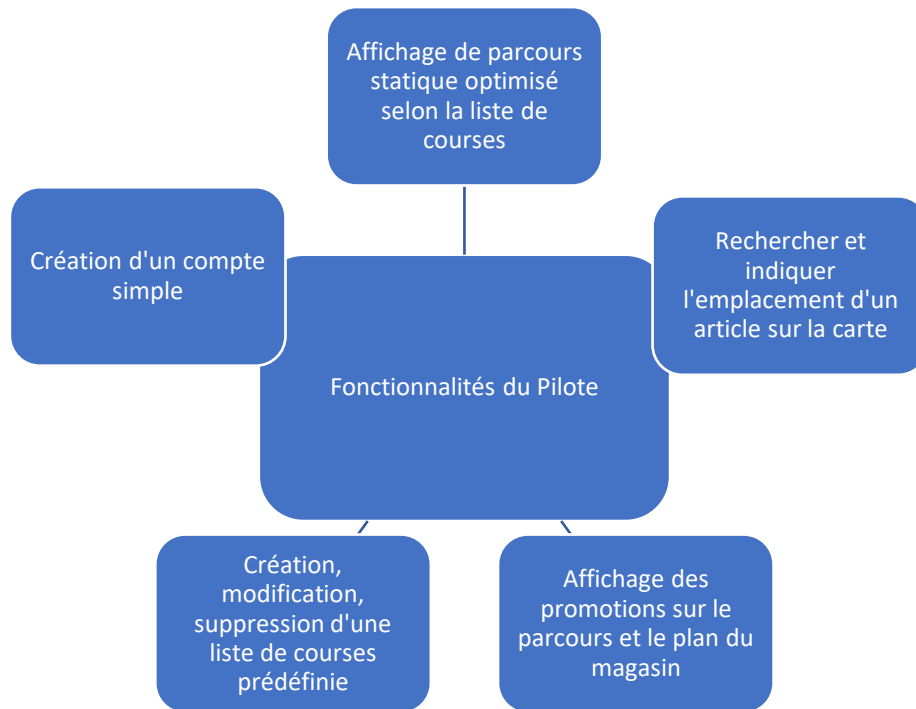 Affichage de parcours
statique optimisé
selon la liste de
courses
Création d'un compte
simple
Rechercher et
indiquer
l'emplacement d'un
article sur la carte
Fonctionnalités du Pilote
Création,
modification,
suppression d'une
liste de courses
prédéfinie
Affichage des
promotions sur le
parcours et le plan du
magasin